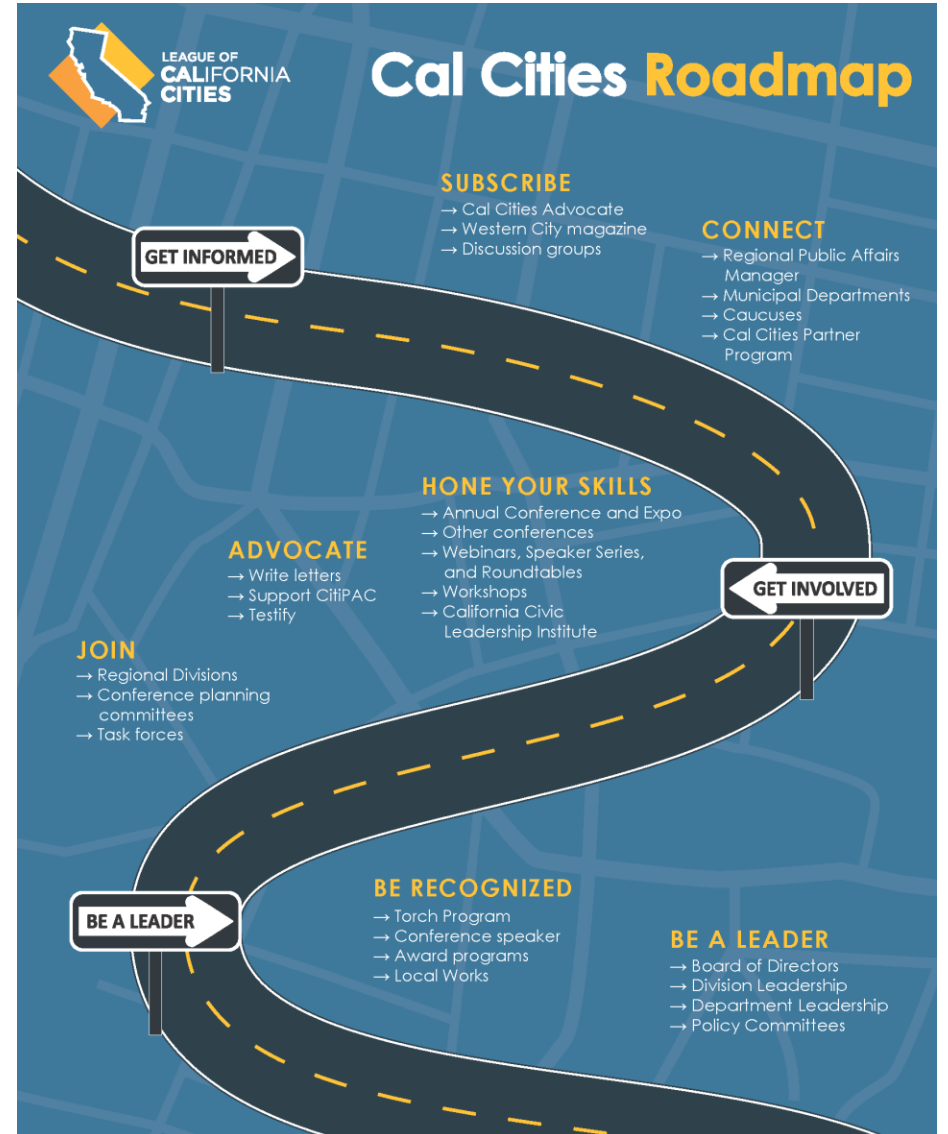 LEAGUE OF
CALIFORNIA
CITIES
Cal Cities Roadmap
GET INFORMED
SUBSCRIBE
→ Cal Cities Advocate
→ Western City magazine
→ Discussion groups
CONNECT
→ Regional Public Affairs
Manager
→ Municipal Departments
→ Caucuses
→ Cal Cities Partner
Program
GET INVOLVED
HONE YOUR SKILLS
→ Annual Conference and Expo
→ Other conferences
→ Webinars, Speaker Series,
and Roundtables
→ Workshops
→ California Civic
Leadership Institute
ADVOCATE
→ Write letters
→ Support CitiPAC
→ Testify
JOIN
→ Regional Divisions
→ Conference planning
committees
→ Task forces
BE A LEADER
BE RECOGNIZED
→ Torch Program
→ Conference speaker
→ Award programs
→ Local Works
BE A LEADER
→ Board of Directors
→ Division Leadership
→ Department Leadership
→ Policy Committees